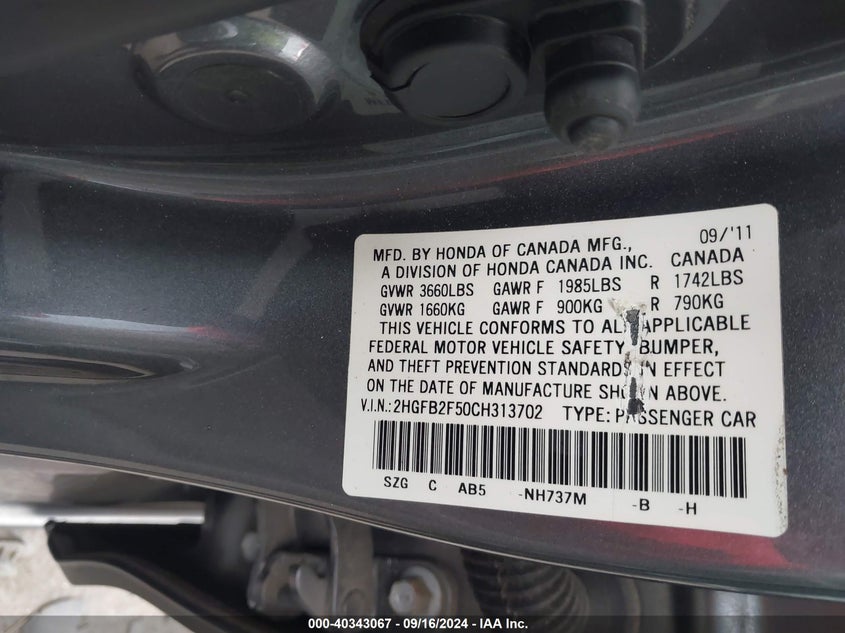 09/'11
MFD. BY HONDA OF CANADA MFG.,
A DIVISION OF HONDA CANADA INC. CANADA
GVWR 3660LBS GAWR F 1985LBS R 1742LBS
GVWR 1660KG GAWR F 900KG R 790KG
THIS VEHICLE CONFORMS TO ALL APPLICABLE
FEDERAL MOTOR VEHICLE SAFETY, BUMPER,
AND THEFT PREVENTION STANDARDS IN EFFECT
ON THE DATE OF MANUFACTURE SHOWN ABOVE.
V.I.N.: 2HGFB2F50CH313702 TYPE: PASSENGER CAR
SZG C AB5 -NH737M -B -H
000-40343067 - 09/16/2024 - IAA Inc.